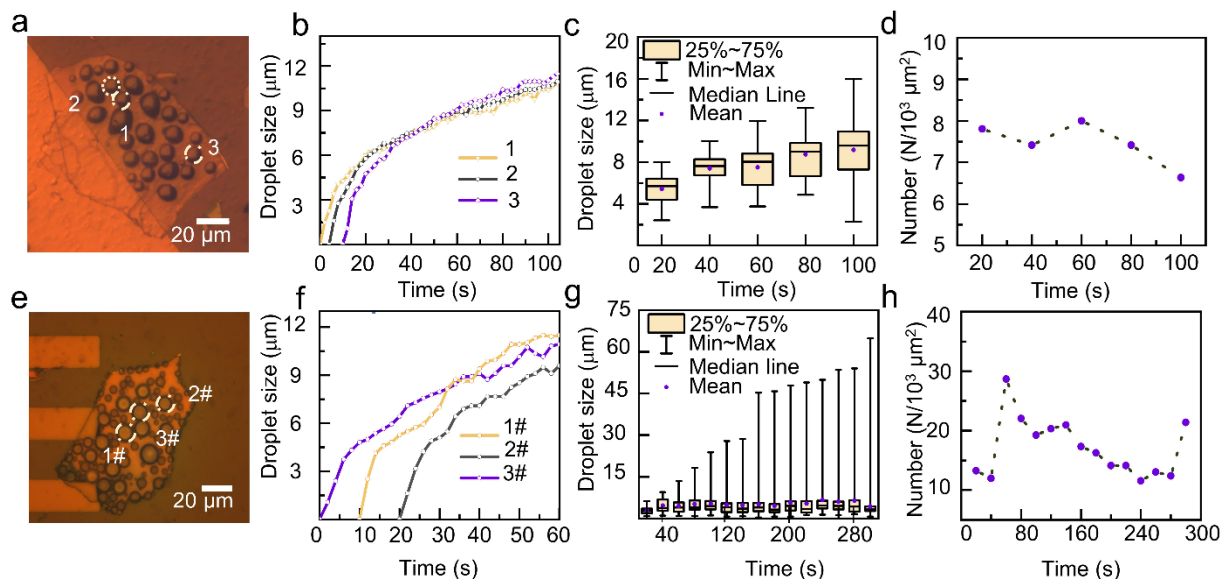 a
2
1
3
20 µm
b
Droplet size (µm)
12
9
6
3
1
2
3
0 20 40 60 80 100
Time (s)
c
Droplet size (µm)
20
16
12
8
4
25%~75%
Min~Max
Median Line
Mean
20 40 60 80 100
Time (s)
d
Number (N/10³ µm²)
10
9
8
7
6
5
20 40 60 80 100
Time (s)
e
2#
3#
1#
20 µm
f
Droplet size (µm)
12
9
6
3
0
1#
2#
3#
0 10 20 30 40 50 60
Time (s)
g
Droplet size (µm)
75
60
45
30
15
0
25%~75%
Min~Max
Median line
Mean
40 120 200 280
Time (s)
h
Number (N/10³ µm²)
40
30
20
10
0 60 120 180 240 300
Time (s)